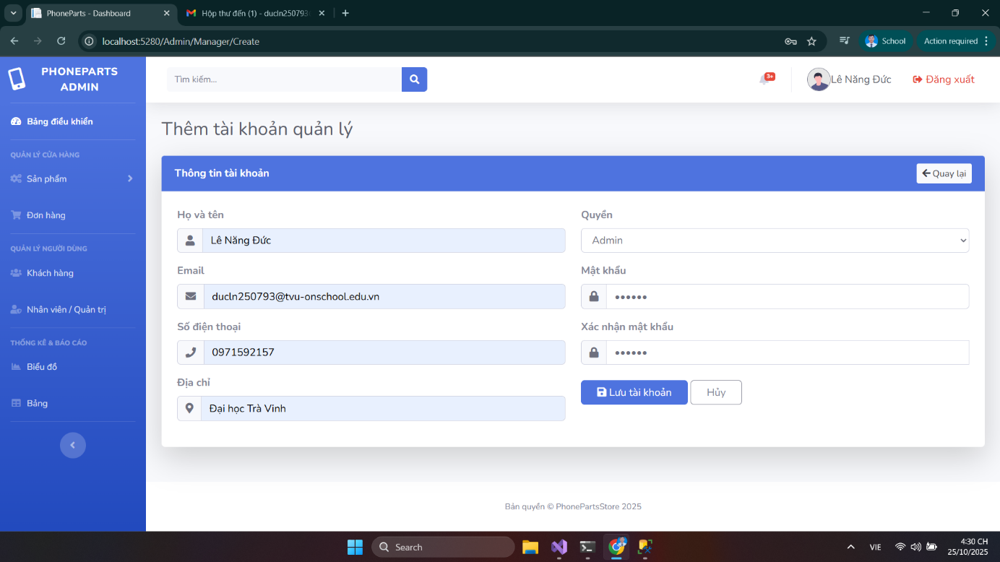 PhoneParts - Dashboard
Hộp thư đến (1) - ducln250793
localhost:5280/Admin/Manager/Create
School
Action required
PHONEPARTS
ADMIN
Bảng điều khiển
QUẢN LÝ CỬA HÀNG
Sản phẩm
Đơn hàng
QUẢN LÝ NGƯỜI DÙNG
Khách hàng
Nhân viên / Quản trị
THỐNG KÊ & BÁO CÁO
Biểu đồ
Bảng
Tìm kiếm...
3+
Lê Năng Đức
Đăng xuất
Thêm tài khoản quản lý
Thông tin tài khoản
Quay lại
Họ và tên
Lê Năng Đức
Email
ducln250793@tvu-onschool.edu.vn
Số điện thoại
0971592157
Địa chỉ
Đại học Trà Vinh
Quyền
Admin
Mật khẩu
••••••
Xác nhận mật khẩu
••••••
Lưu tài khoản
Hủy
Bản quyền © PhonePartsStore 2025
Search
VIE
4:30 CH
25/10/2025